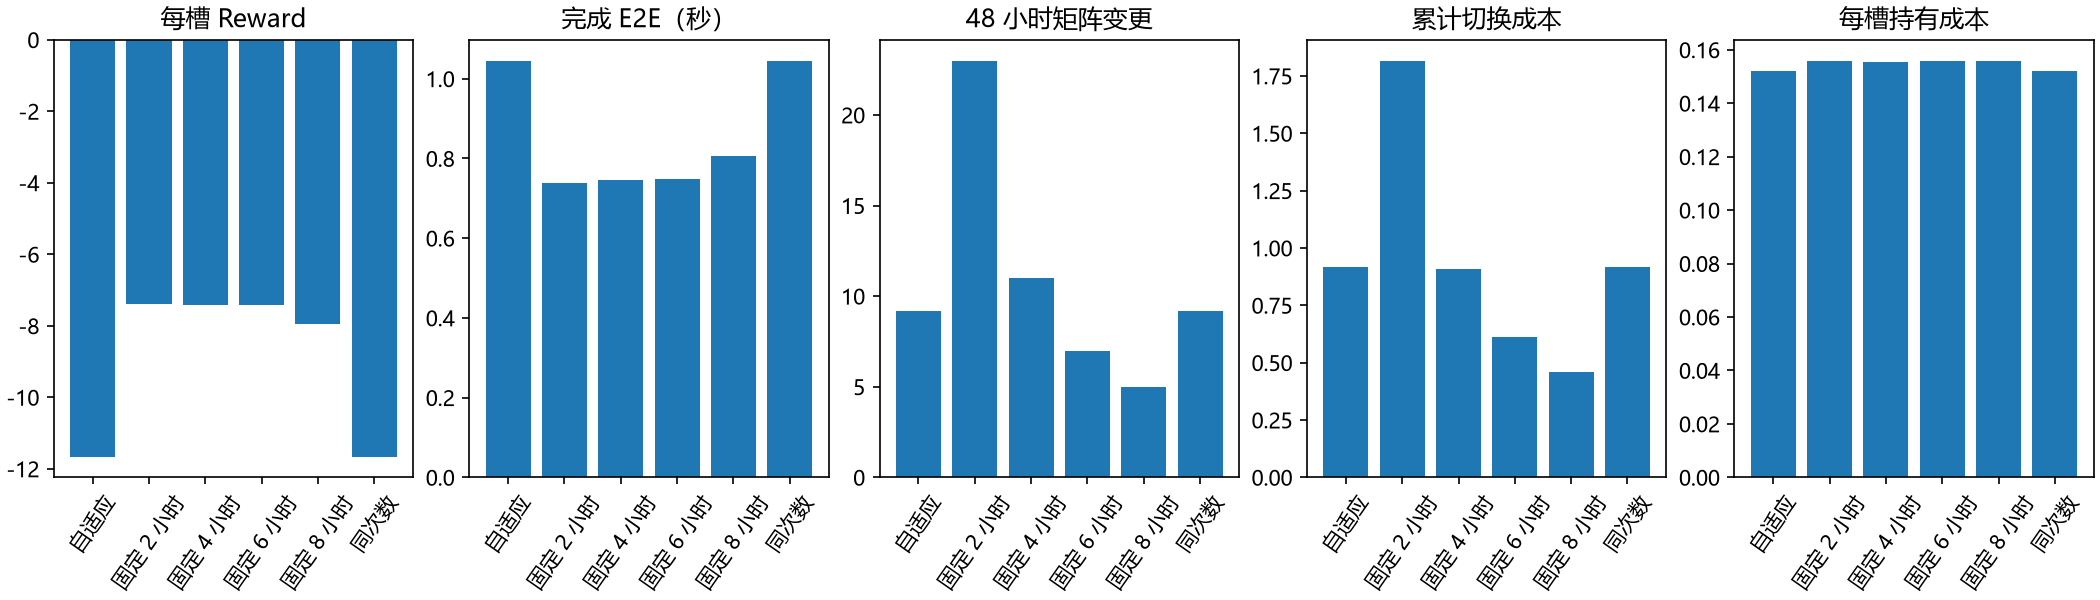 每槽 Reward
0
-2
-4
-6
-8
-10
-12
自适应
固定 2 小时
固定 4 小时
固定 6 小时
固定 8 小时
同次数
完成 E2E（秒）
1.0
0.8
0.6
0.4
0.2
0.0
自适应
固定 2 小时
固定 4 小时
固定 6 小时
固定 8 小时
同次数
48 小时矩阵变更
20
15
10
5
0
自适应
固定 2 小时
固定 4 小时
固定 6 小时
固定 8 小时
同次数
累计切换成本
1.75
1.50
1.25
1.00
0.75
0.50
0.25
0.00
自适应
固定 2 小时
固定 4 小时
固定 6 小时
固定 8 小时
同次数
每槽持有成本
0.16
0.14
0.12
0.10
0.08
0.06
0.04
0.02
0.00
自适应
固定 2 小时
固定 4 小时
固定 6 小时
固定 8 小时
同次数